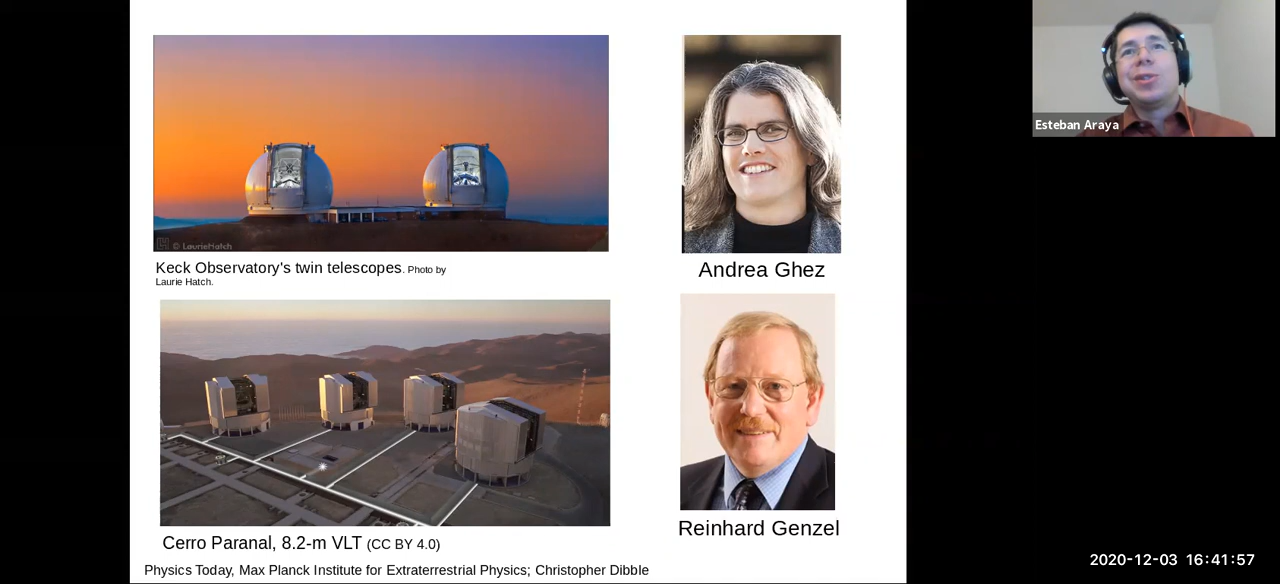 Esteban Araya
© LaurieHatch
Keck Observatory's twin telescopes. Photo by
Laurie Hatch.
Andrea Ghez
Cerro Paranal, 8.2-m VLT (CC BY 4.0)
Reinhard Genzel
Physics Today, Max Planck Institute for Extraterrestrial Physics; Christopher Dibble
2020-12-03 16:41:57